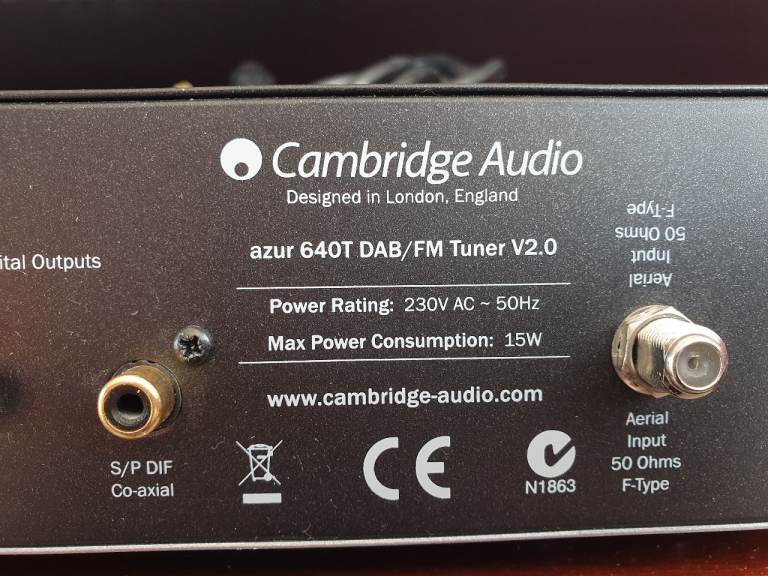 Cambridge Audio
Designed in London, England
azur 640T DAB/FM Tuner V2.0
Power Rating: 230V AC ~ 50Hz
Max Power Consumption: 15W
www.cambridge-audio.com
CE
N1863
ital Outputs
S/P DIF
Co-axial
Aerial
Input
50 Ohms
F-Type
Aerial
Input
50 Ohms
F-Type